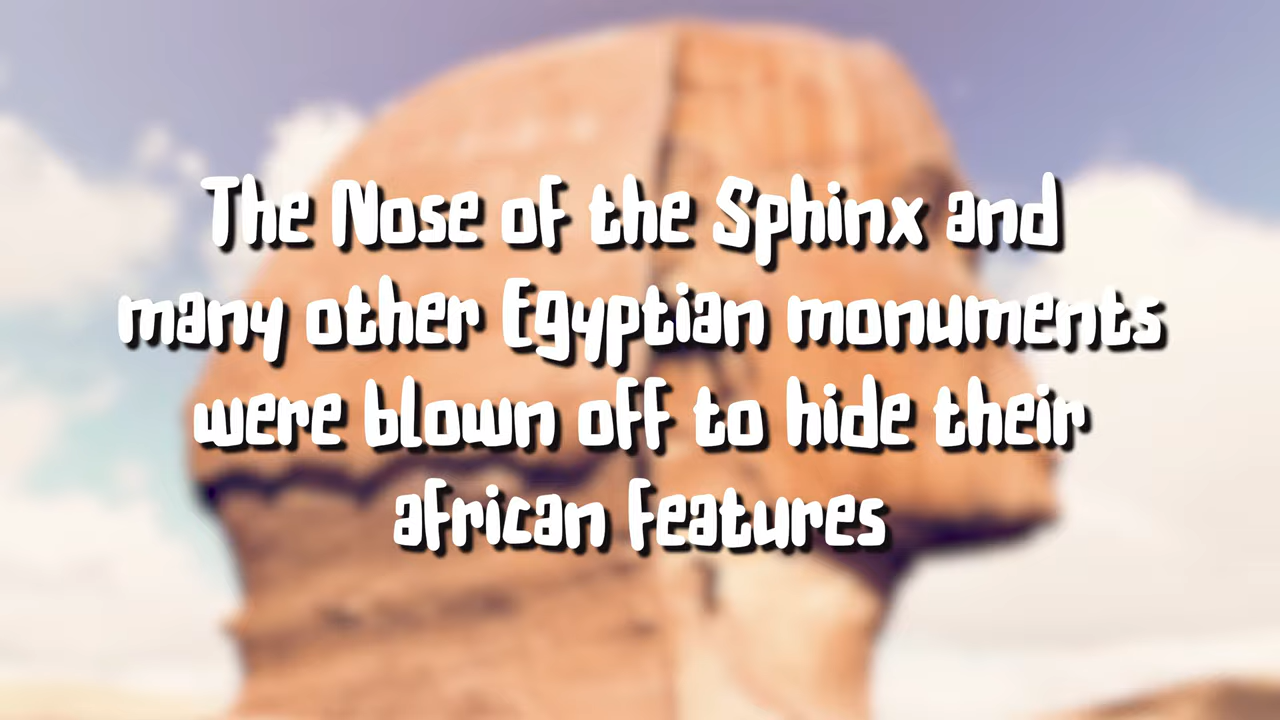 The Nose of the Sphinx and
many other Egyptian monuments
were blown off to hide their
african features